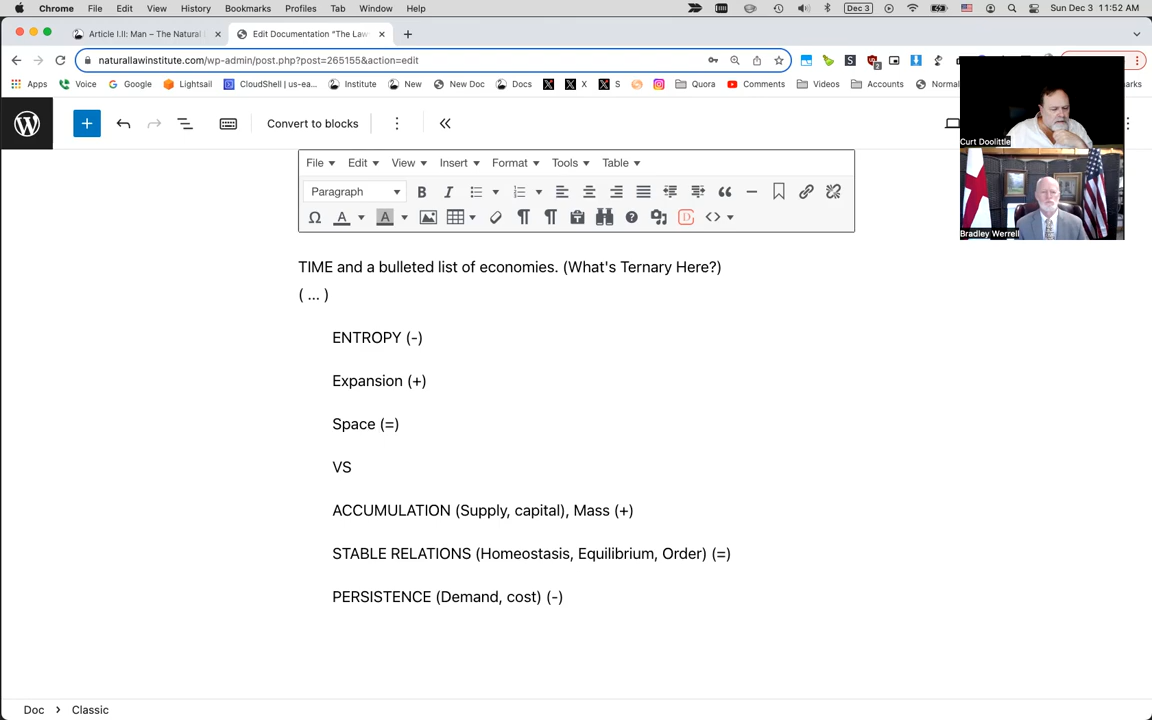 Chrome File Edit View History Bookmarks Profiles Tab Window Help Dec 3 Sun Dec 3 11:52 AM
Article I.II: Man – The Natural Edit Documentation “The Law
naturallawinstitute.com/wp-admin/post.php?post=265155&action=edit
Apps Voice Google Lightsail CloudShell | us-ea... Institute New New Doc Docs X S Quora Comments Videos Accounts
Convert to blocks
Curt Doolittle
File Edit View Insert Format Tools Table
Paragraph
Bradley Werrell
TIME and a bulleted list of economies. (What's Ternary Here?)
( ... )
ENTROPY (-)
Expansion (+)
Space (=)
VS
ACCUMULATION (Supply, capital), Mass (+)
STABLE RELATIONS (Homeostasis, Equilibrium, Order) (=)
PERSISTENCE (Demand, cost) (-)
Doc > Classic